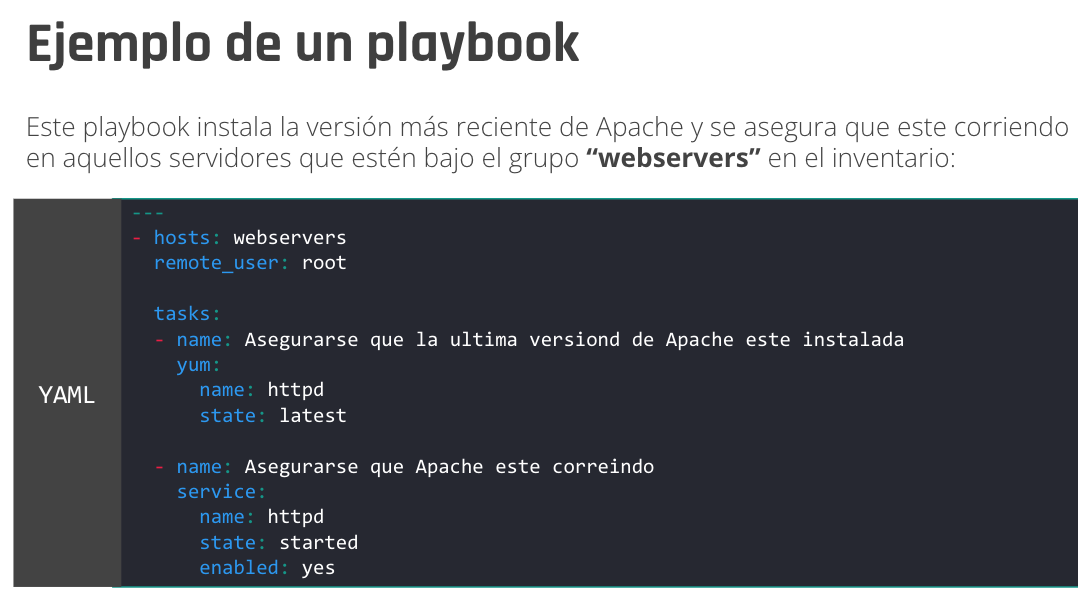 Ejemplo de un playbook
Este playbook instala la versión más reciente de Apache y se asegura que este corriendo
en aquellos servidores que estén bajo el grupo “webservers” en el inventario:
YAML
---
- hosts: webservers
  remote_user: root

  tasks:
  - name: Asegurarse que la ultima versiond de Apache este instalada
    yum:
      name: httpd
      state: latest

  - name: Asegurarse que Apache este correindo
    service:
      name: httpd
      state: started
      enabled: yes